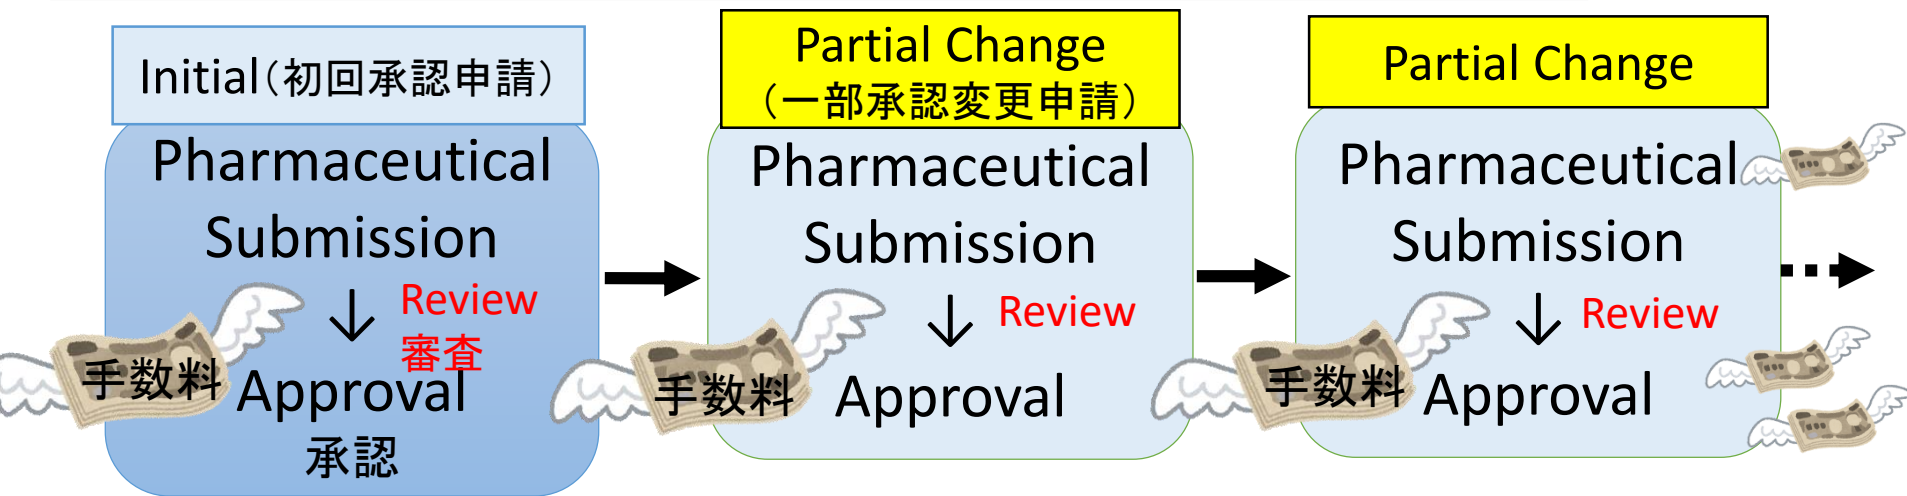 Initial(初回承認申請)
Pharmaceutical
Submission
↓ Review
審査
手数料
Approval
承認
Partial Change
(一部承認変更申請)
Pharmaceutical
Submission
↓ Review
手数料 Approval
Partial Change
Pharmaceutical
Submission
↓ Review
手数料 Approval